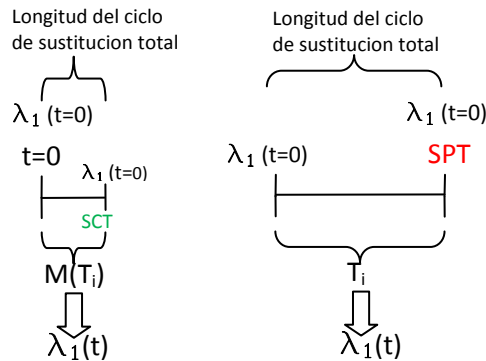 Longitud del ciclo
de sustitucion total
λ1 (t=0)
t=0
λ1 (t=0)
SCT
M(Ti)
λ1(t)
Longitud del ciclo
de sustitucion total
λ1 (t=0)
λ1 (t=0)
SPT
Ti
λ1(t)